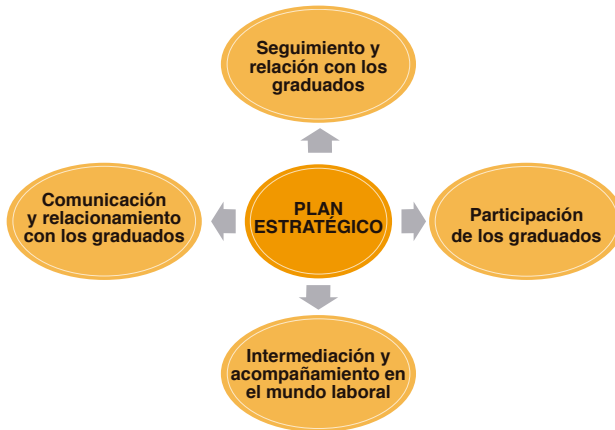 Seguimiento y
relación con los
graduados
Comunicación
y relacionamiento
con los graduados
PLAN
ESTRATÉGICO
Participación
de los graduados
Intermediación y
acompañamiento en
el mundo laboral